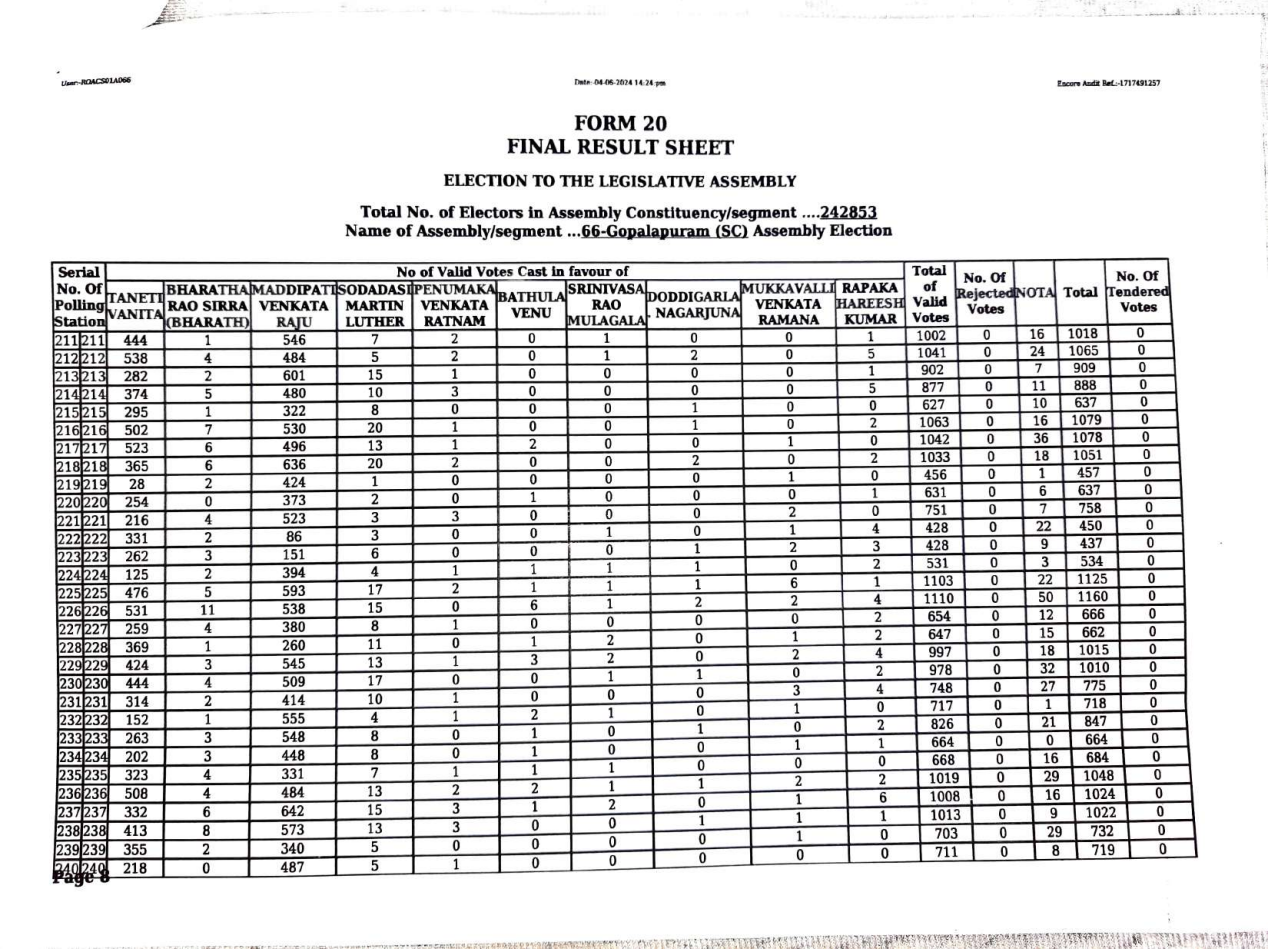 User:-ROACS01A066 Date:-04-06-2024 14:24:pm Encore Audit Ref.:-1717491257
FORM 20
FINAL RESULT SHEET
ELECTION TO THE LEGISLATIVE ASSEMBLY
Total No. of Electors in Assembly Constituency/segment ....242853
Name of Assembly/segment ...66-Gopalapuram (SC) Assembly Election
Serial No. Of Polling Station No of Valid Votes Cast in favour of Total of Valid Votes No. Of Rejected Votes NOTA Total No. Of Tendered Votes
TANETI VANITA BHARATHA RAO SIRRA (BHARATH) MADDIPATI VENKATA RAJU SODADASI MARTIN LUTHER PENUMAKA VENKATA RATNAM BATHULA VENU SRINIVASA RAO MULAGALA DODDIGARLA . NAGARJUNA MUKKAVALLI VENKATA RAMANA RAPAKA HAREESH KUMAR
211 211 444 1 546 7 2 0 1 0 0 1 1002 0 16 1018 0
212 212 538 4 484 5 2 0 1 2 0 5 1041 0 24 1065 0
213 213 282 2 601 15 1 0 0 0 0 1 902 0 7 909 0
214 214 374 5 480 10 3 0 0 0 0 5 877 0 11 888 0
215 215 295 1 322 8 0 0 0 1 0 0 627 0 10 637 0
216 216 502 7 530 20 1 0 0 1 0 2 1063 0 16 1079 0
217 217 523 6 496 13 1 2 0 0 1 0 1042 0 36 1078 0
218 218 365 6 636 20 2 0 0 2 0 2 1033 0 18 1051 0
219 219 28 2 424 1 0 0 0 0 1 0 456 0 1 457 0
220 220 254 0 373 2 0 1 0 0 0 1 631 0 6 637 0
221 221 216 4 523 3 3 0 0 0 2 0 751 0 7 758 0
222 222 331 2 86 3 0 0 1 0 1 4 428 0 22 450 0
223 223 262 3 151 6 0 0 0 1 2 3 428 0 9 437 0
224 224 125 2 394 4 1 1 1 1 0 2 531 0 3 534 0
225 225 476 5 593 17 2 1 1 1 6 1 1103 0 22 1125 0
226 226 531 11 538 15 0 6 1 2 2 4 1110 0 50 1160 0
227 227 259 4 380 8 1 0 0 0 0 2 654 0 12 666 0
228 228 369 1 260 11 0 1 2 0 1 2 647 0 15 662 0
229 229 424 3 545 13 1 3 2 0 2 4 997 0 18 1015 0
230 230 444 4 509 17 0 0 1 1 0 2 978 0 32 1010 0
231 231 314 2 414 10 1 0 0 0 3 4 748 0 27 775 0
232 232 152 1 555 4 1 2 1 0 1 0 717 0 1 718 0
233 233 263 3 548 8 0 1 0 1 0 2 826 0 21 847 0
234 234 202 3 448 8 0 1 0 0 1 1 664 0 0 664 0
235 235 323 4 331 7 1 1 1 0 0 0 668 0 16 684 0
236 236 508 4 484 13 2 2 1 1 2 2 1019 0 29 1048 0
237 237 332 6 642 15 3 1 2 0 1 6 1008 0 16 1024 0
238 238 413 8 573 13 3 0 0 1 1 1 1013 0 9 1022 0
239 239 355 2 340 5 0 0 0 0 1 0 703 0 29 732 0
240 240 218 0 487 5 1 0 0 0 0 0 711 0 8 719 0
Page 8